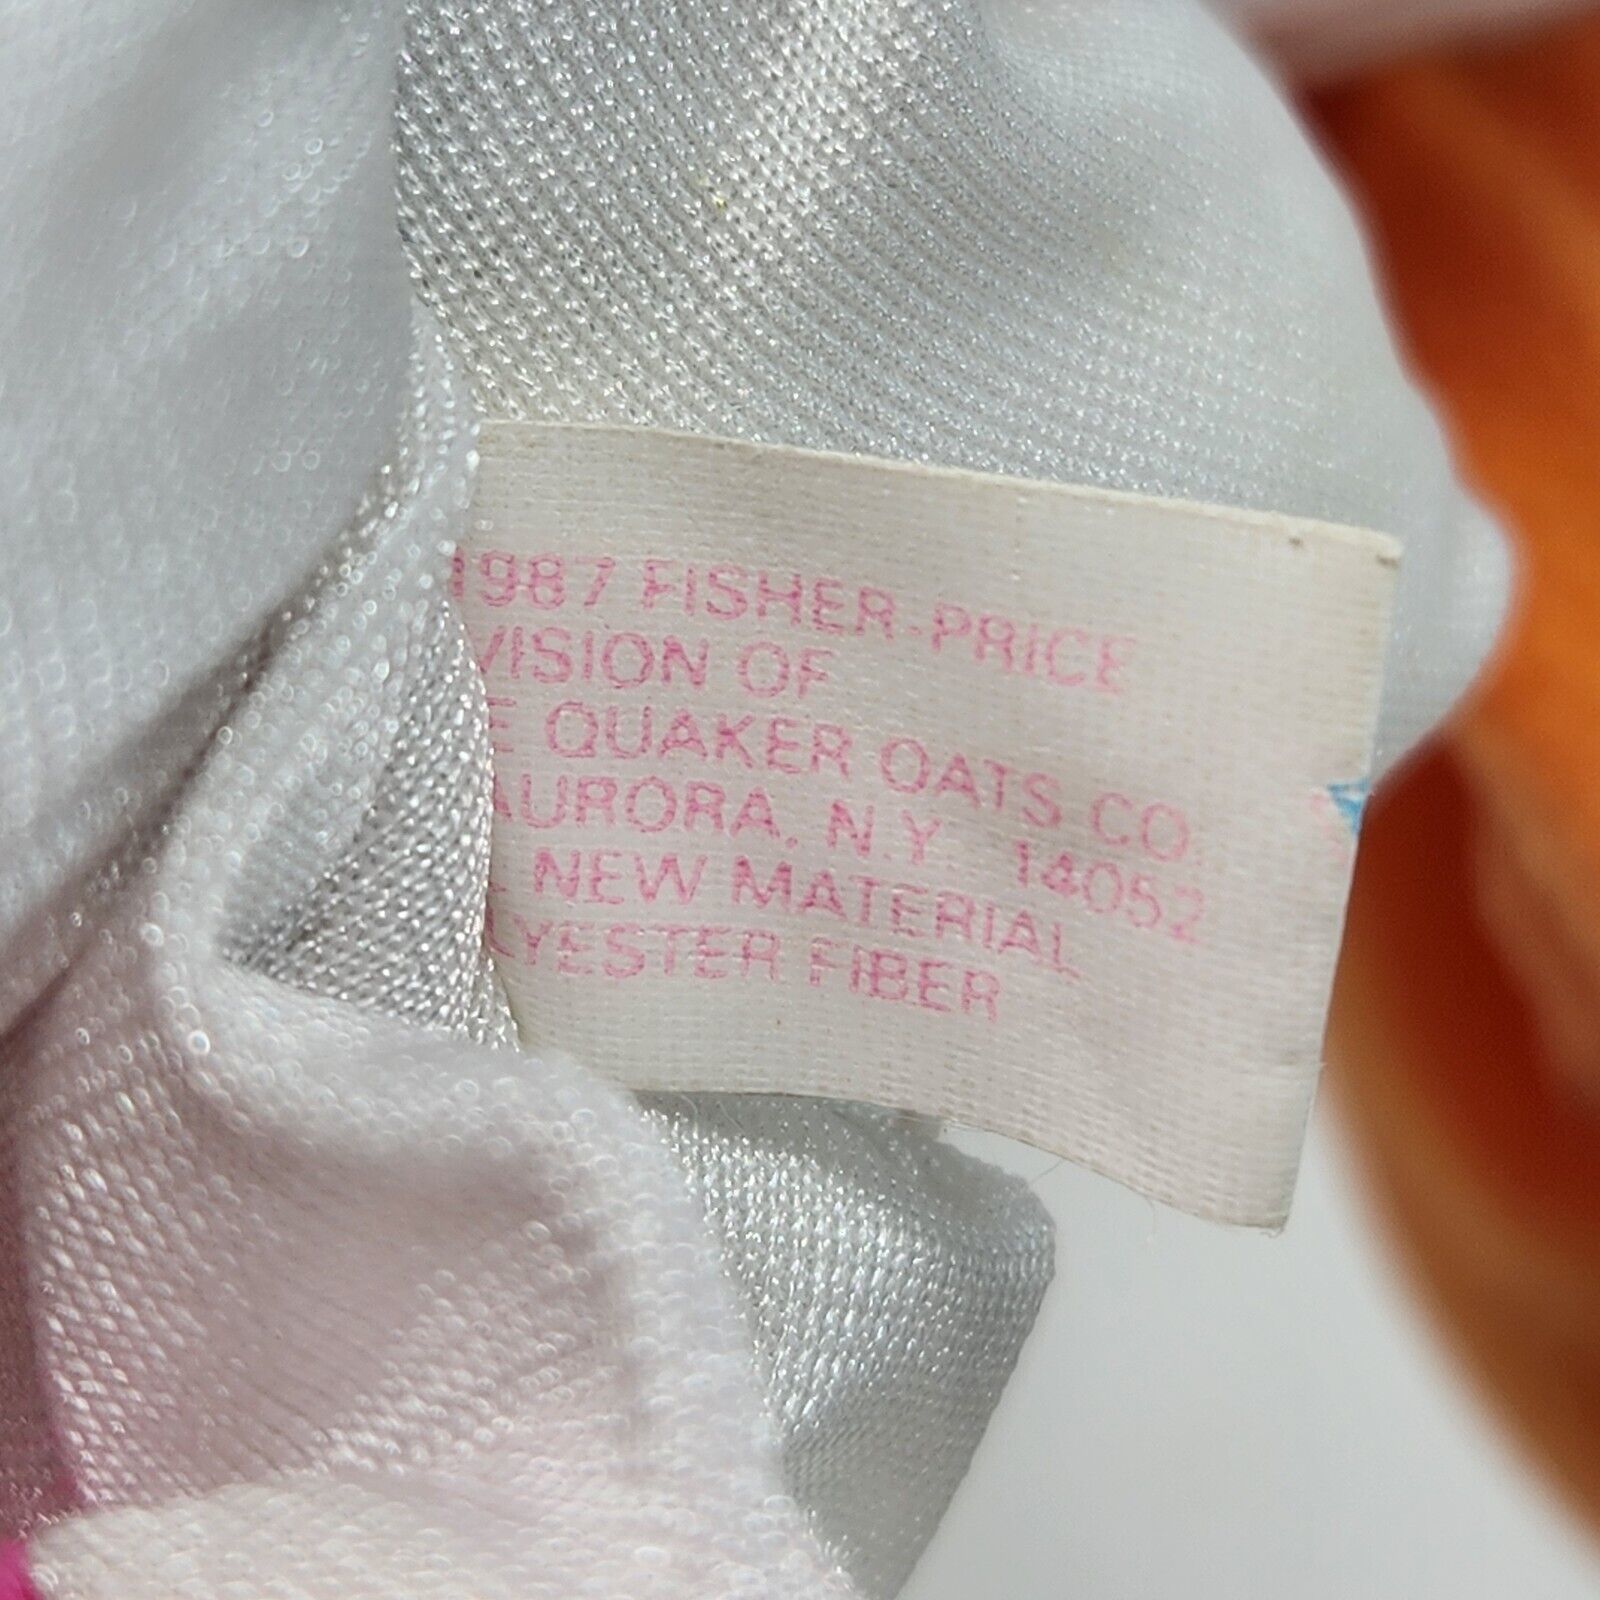 1987 FISHER-PRICE
VISION OF
E QUAKER OATS CO.
AURORA, N.Y. 14052
NEW MATERIAL
LYESTER FIBER